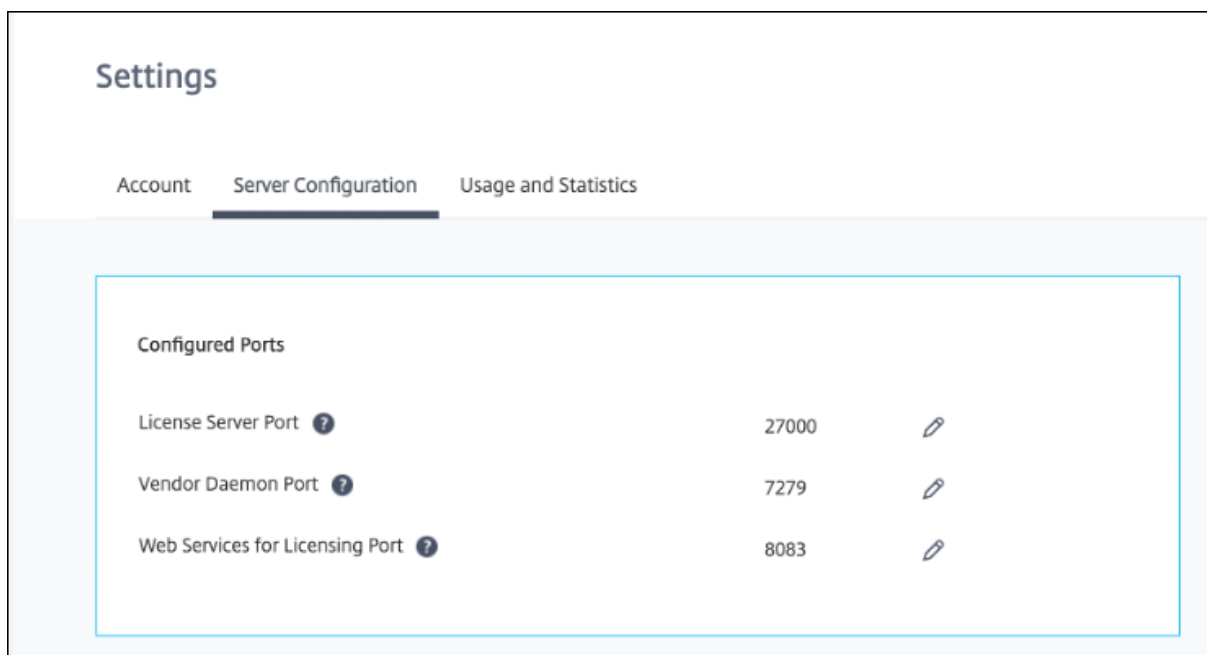 Settings
Account Server Configuration Usage and Statistics
Configured Ports
License Server Port ? 27000
Vendor Daemon Port ? 7279
Web Services for Licensing Port ? 8083